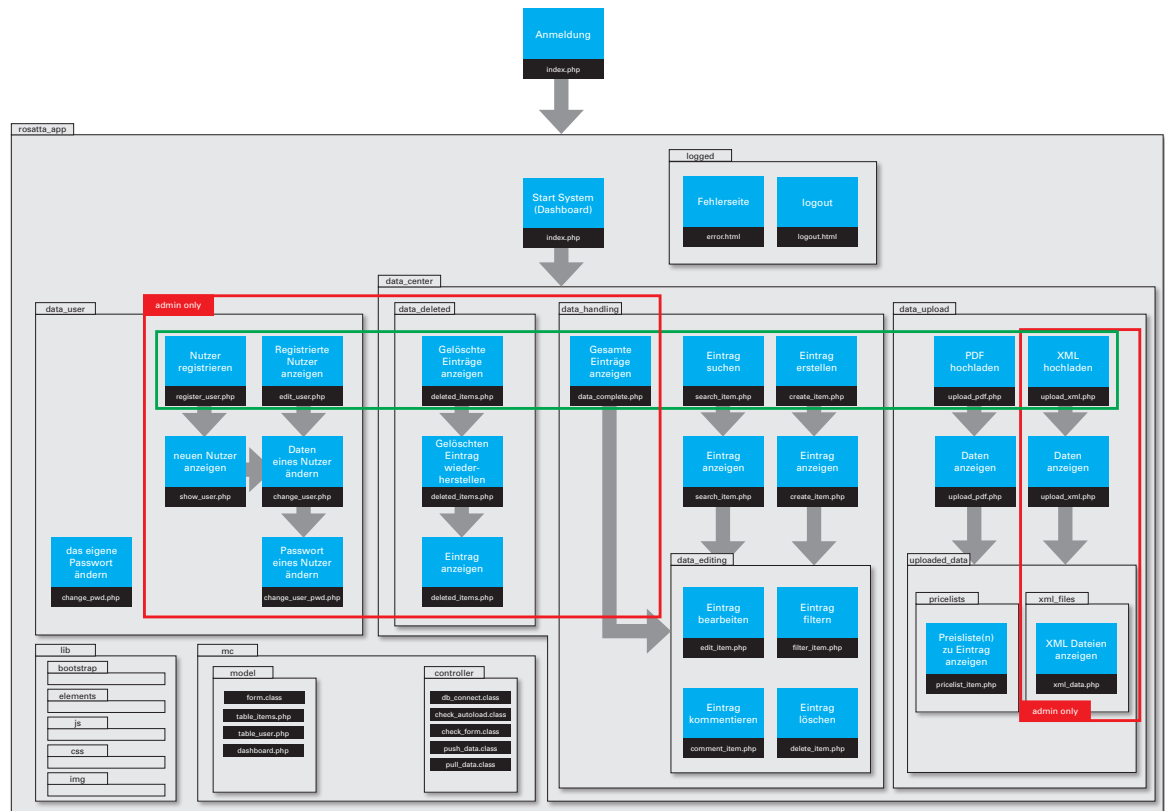 Anmeldung
index.php
rosatta_app
logged
Fehlerseite
error.html
logout
logout.html
Start System
(Dashboard)
index.php
data_center
data_user
admin only
data_deleted
data_handling
data_upload
Nutzer
registrieren
register_user.php
Registrierte
Nutzer
anzeigen
edit_user.php
Gelöschte
Einträge
anzeigen
deleted_items.php
Gesamte
Einträge
anzeigen
data_complete.php
Eintrag
suchen
search_item.php
Eintrag
erstellen
create_item.php
PDF
hochladen
upload_pdf.php
XML
hochladen
upload_xml.php
neuen Nutzer
anzeigen
show_user.php
Daten
eines Nutzer
ändern
change_user.php
Gelöschten
Eintrag
wieder-
herstellen
deleted_items.php
Eintrag
anzeigen
search_item.php
Eintrag
anzeigen
create_item.php
Daten
anzeigen
upload_pdf.php
Daten
anzeigen
upload_xml.php
das eigene
Passwort
ändern
change_pwd.php
Passwort
eines Nutzer
ändern
change_user_pwd.php
Eintrag
anzeigen
deleted_items.php
data_editing
Eintrag
bearbeiten
edit_item.php
Eintrag
filtern
filter_item.php
Eintrag
kommentieren
comment_item.php
Eintrag
löschen
delete_item.php
uploaded_data
pricelists
Preisliste(n)
zu Eintrag
anzeigen
pricelist_item.php
xml_files
XML Dateien
anzeigen
xml_data.php
admin only
lib
bootstrap
elements
js
css
img
mc
model
form.class
table_items.php
table_user.php
dashboard.php
controller
db_connect.class
check_autoload.class
check_form.class
push_data.class
pull_data.class